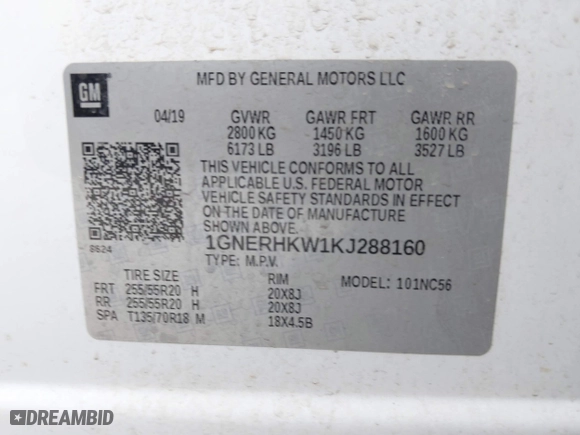 GM
MFD BY GENERAL MOTORS LLC
04/19 GVWR GAWR FRT GAWR RR
2800 KG 1450 KG 1600 KG
6173 LB 3196 LB 3527 LB
THIS VEHICLE CONFORMS TO ALL
APPLICABLE U.S. FEDERAL MOTOR
VEHICLE SAFETY STANDARDS IN EFFECT
ON THE DATE OF MANUFACTURE
SHOWN ABOVE.
8624 1GNERHKW1KJ288160
TYPE: M.P.V.
TIRE SIZE RIM MODEL: 101NC56
FRT 255/55R20 H 20X8J
RR 255/55R20 H 20X8J
SPA T135/70R18 M 18X4.5B
DREAMBID